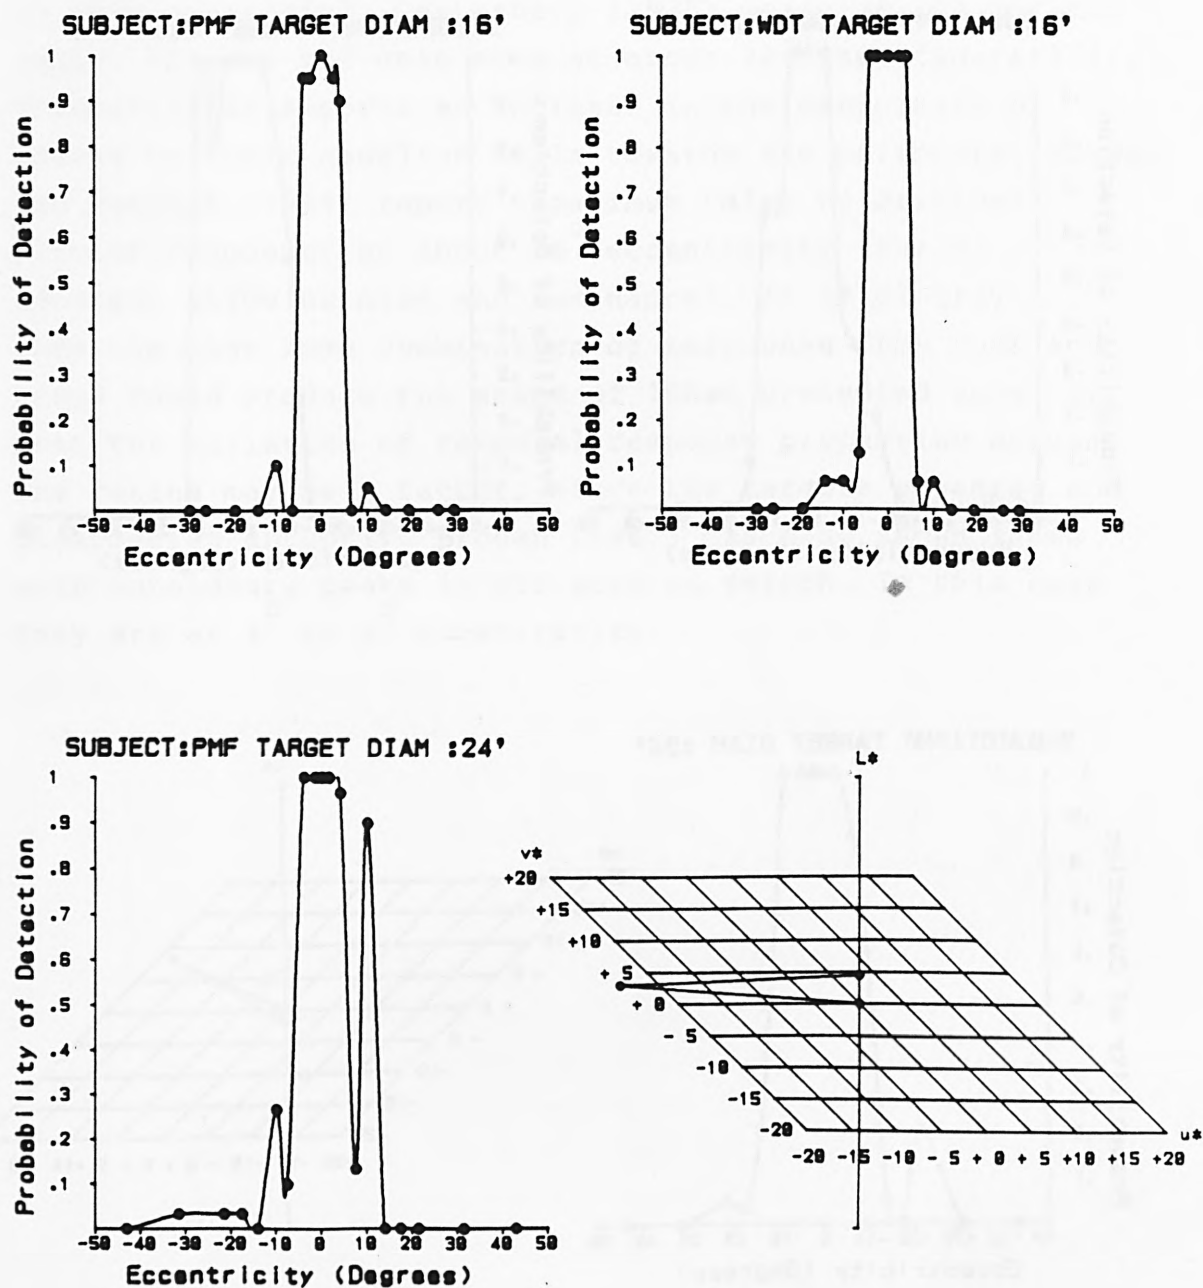 SUBJECT:PMF TARGET DIAM :16'
Probability of Detection
1
.9
.8
.7
.6
.5
.4
.3
.2
.1
-50 -40 -30 -20 -10 0 10 20 30 40 50
Eccentricity (Degrees)
SUBJECT:WDT TARGET DIAM :16'
Probability of Detection
1
.9
.8
.7
.6
.5
.4
.3
.2
.1
-50 -40 -30 -20 -10 0 10 20 30 40 50
Eccentricity (Degrees)
SUBJECT:PMF TARGET DIAM :24'
Probability of Detection
1
.9
.8
.7
.6
.5
.4
.3
.2
.1
-50 -40 -30 -20 -10 0 10 20 30 40 50
Eccentricity (Degrees)
L*
v*
+20
+15
+10
+ 5
+ 0
- 5
-10
-15
-20
-20 -15 -10 - 5 + 0 + 5 +10 +15 +20
u*